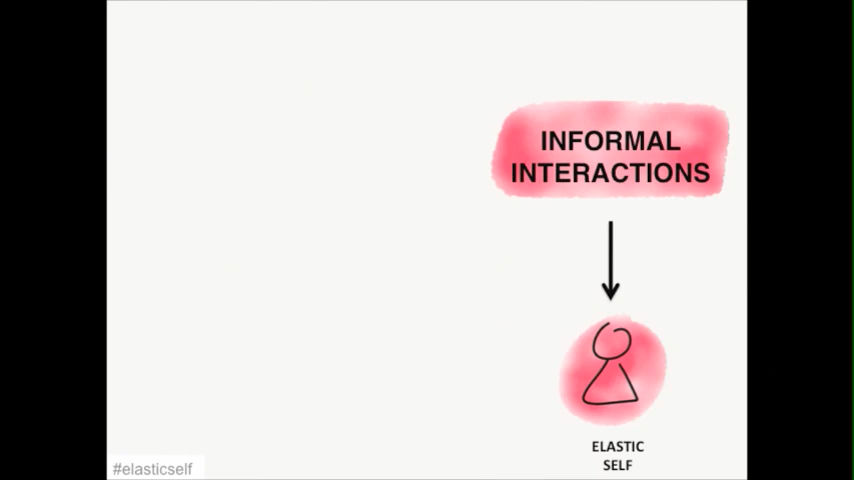 INFORMAL
INTERACTIONS
ELASTIC
SELF
#elasticself